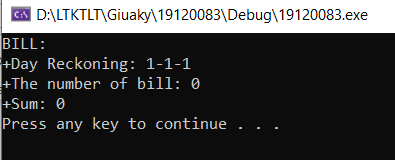 D:\LTKTLT\Giuaky\19120083\Debug\19120083.exe
BILL:
+Day Reckoning: 1-1-1
+The number of bill: 0
+Sum: 0
Press any key to continue . . .